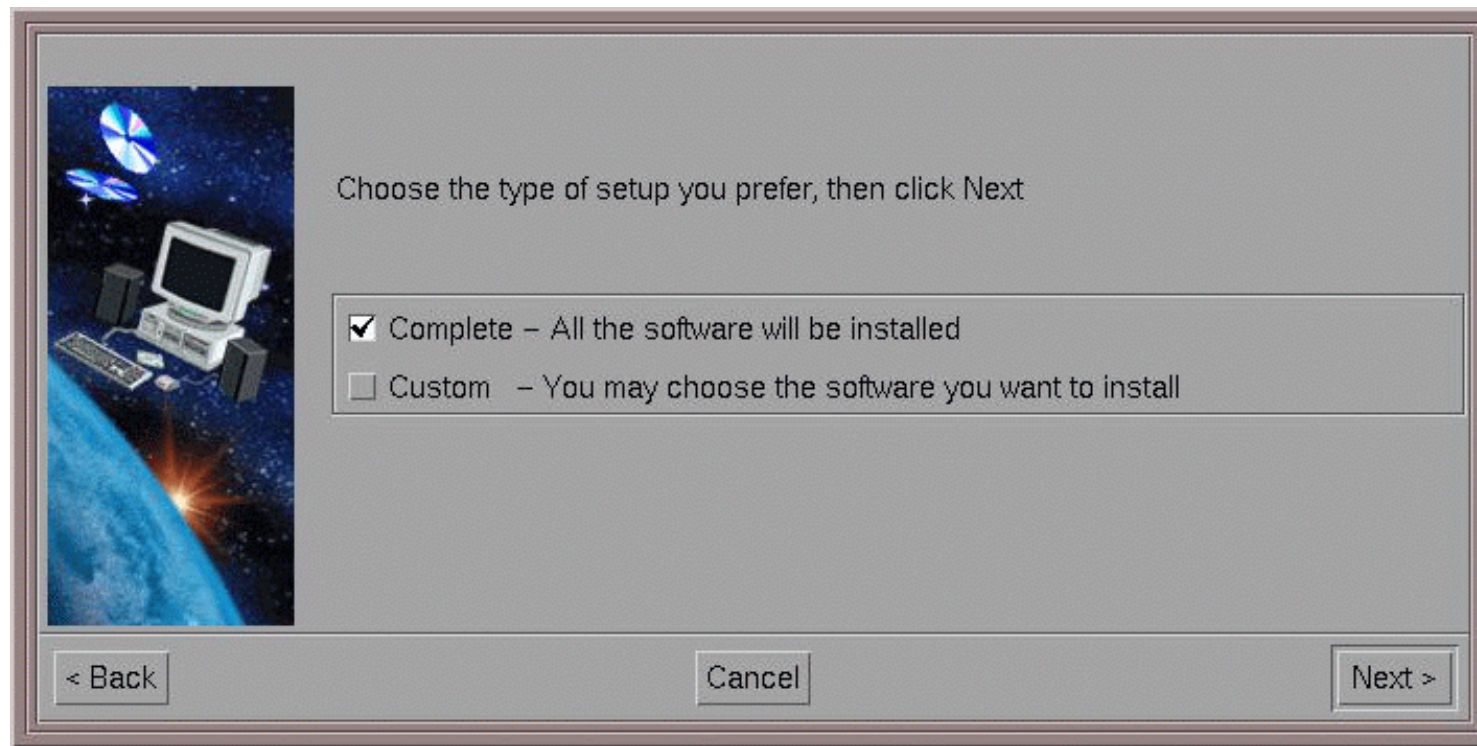 Choose the type of setup you prefer, then click Next
Complete – All the software will be installed
Custom – You may choose the software you want to install
< Back
Cancel
Next >